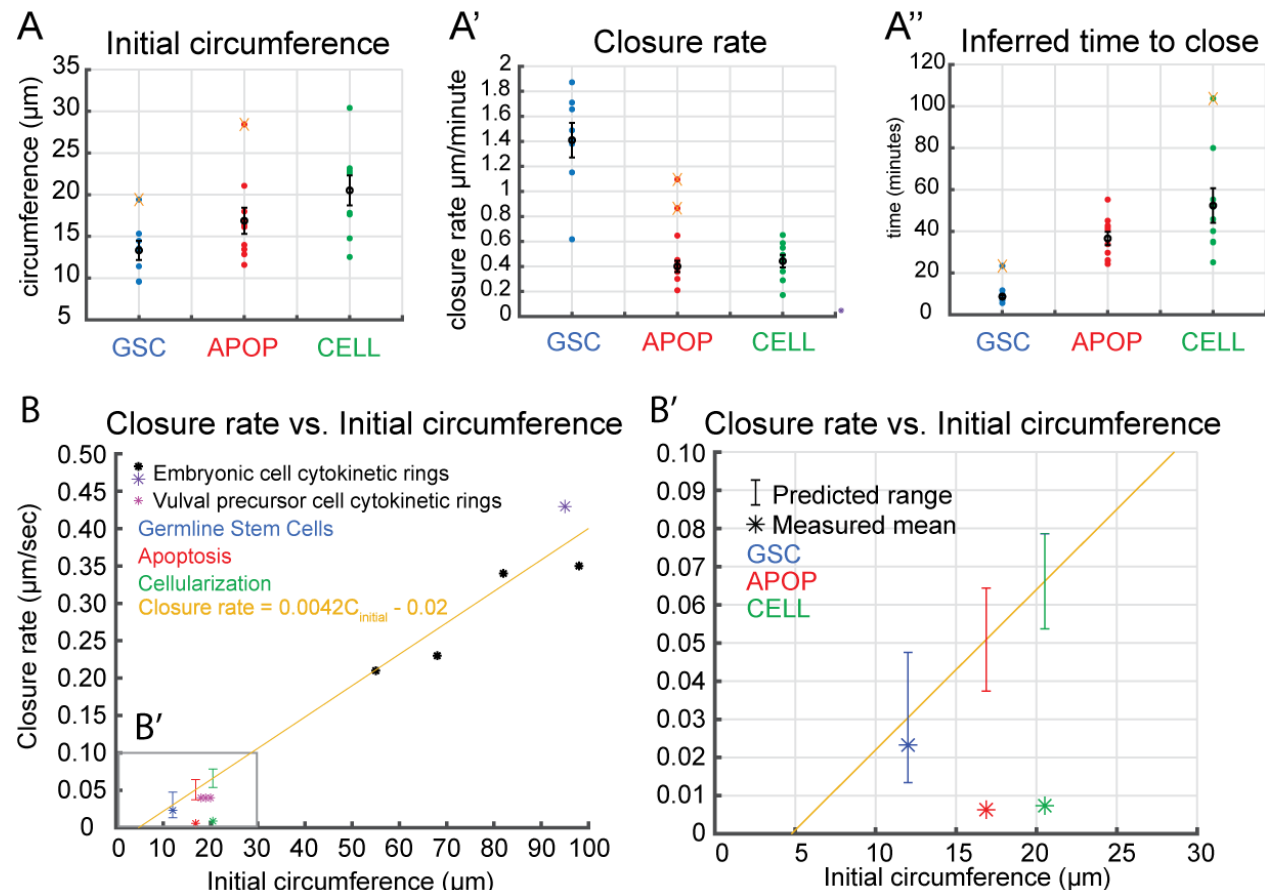 A
Initial circumference
circumference (µm)
35
30
25
20
15
10
5
GSC APOP CELL
A'
Closure rate
closure rate µm/minute
2
1.8
1.6
1.4
1.2
1
0.8
0.6
0.4
0.2
0
GSC APOP CELL
A''
Inferred time to close
time (minutes)
120
100
80
60
40
20
0
GSC APOP CELL
B
Closure rate vs. Initial circumference
Closure rate (µm/sec)
0.50
0.45
0.40
0.35
0.30
0.25
0.20
0.15
0.10
0.05
0
Embryonic cell cytokinetic rings
Vulval precursor cell cytokinetic rings
Germline Stem Cells
Apoptosis
Cellularization
Closure rate = 0.0042Cinitial - 0.02
B'
0 10 20 30 40 50 60 70 80 90 100
Initial circumference (µm)
B'
Closure rate vs. Initial circumference
0.10
0.09
0.08
0.07
0.06
0.05
0.04
0.03
0.02
0.01
0
Predicted range
Measured mean
GSC
APOP
CELL
5 10 15 20 25 30
Initial circumference (µm)